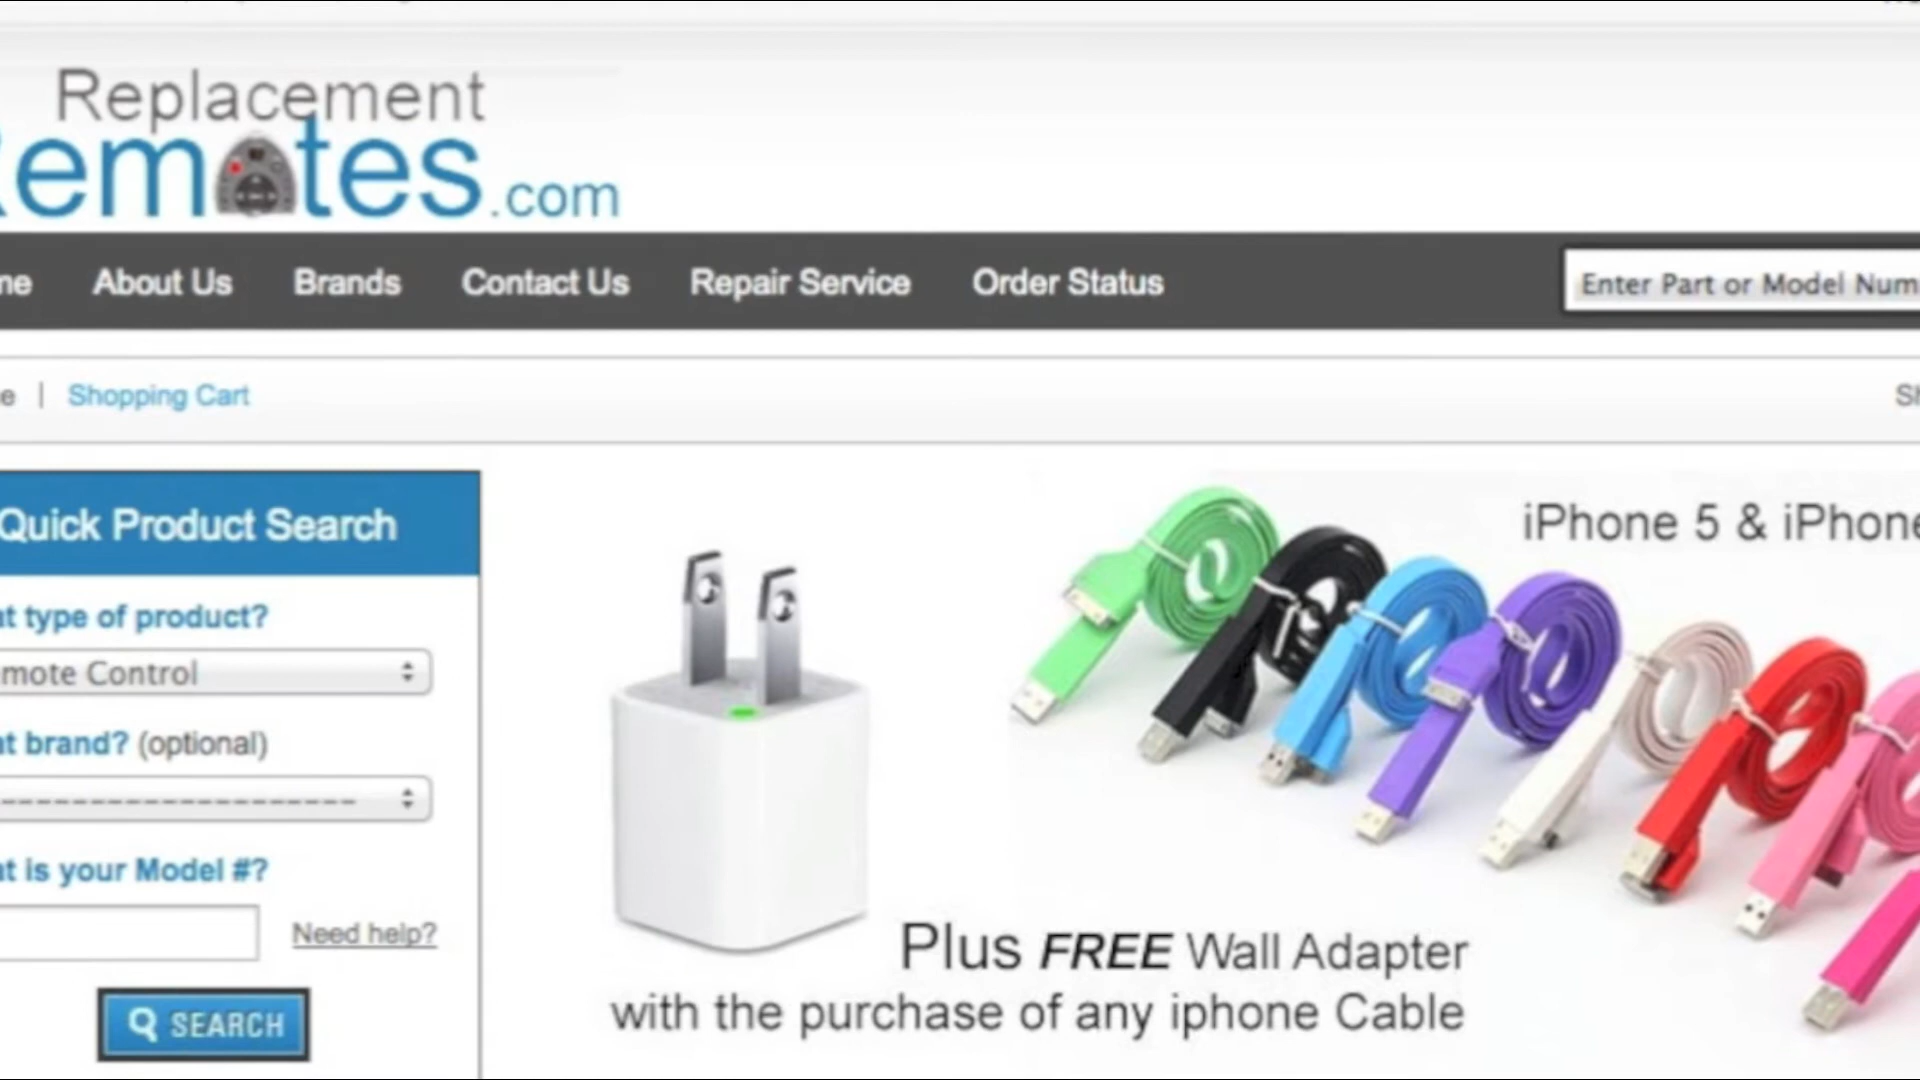 Replacement
Remotes.com
About Us Brands Contact Us Repair Service Order Status Enter Part or Model Num
Shopping Cart
Quick Product Search
iPhone 5 & iPhone
type of product?
mote Control
brand? (optional)
is your Model #?
Need help?
Plus FREE Wall Adapter
SEARCH
with the purchase of any iphone Cable